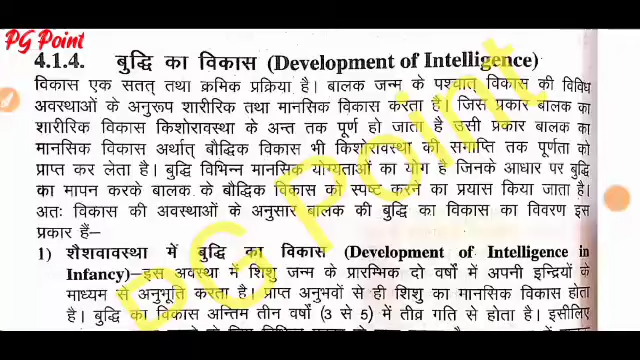 PG Point
4.1.4. बुद्धि का विकास (Development of Intelligence)
विकास एक सतत् तथा क्रमिक प्रक्रिया है। बालक जन्म के पश्चात् विकास की विविध
अवस्थाओं के अनुरूप शारीरिक तथा मानसिक विकास करता है। जिस प्रकार बालक का
शारीरिक विकास किशोरावस्था के अन्त तक पूर्ण हो जाता है उसी प्रकार बालक का
मानसिक विकास अर्थात् बौद्धिक विकास भी किशोरावस्था की समाप्ति तक पूर्णता को
प्राप्त कर लेता है। बुद्धि विभिन्न मानसिक योग्यताओं का योग है जिनके आधार पर बुद्धि
का मापन करके बालक के बौद्धिक विकास को स्पष्ट करने का प्रयास किया जाता है।
अतः विकास की अवस्थाओं के अनुसार बालक की बुद्धि का विकास का विवरण इस
प्रकार हैं–
1) शैशवावस्था में बुद्धि का विकास (Development of Intelligence in
Infancy)–इस अवस्था में शिशु जन्म के प्रारम्भिक दो वर्षों में अपनी इन्द्रियों के
माध्यम से अनुभूति करता है। प्राप्त अनुभवों से ही शिशु का मानसिक विकास होता
है। बुद्धि का विकास अन्तिम तीन वर्षों (3 से 5) में तीव्र गति से होता है। इसीलिए
PG Point